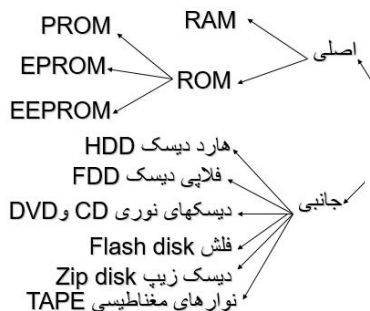 PROM
RAM
EPROM
اصلی
ROM
EEPROM
هارد دیسک HDD
فلاپی دیسک FDD
دیسکهای نوری CD وDVD
جانبی
فلش Flash disk
دیسک زیپ Zip disk
نوارهای مغناطیسی TAPE